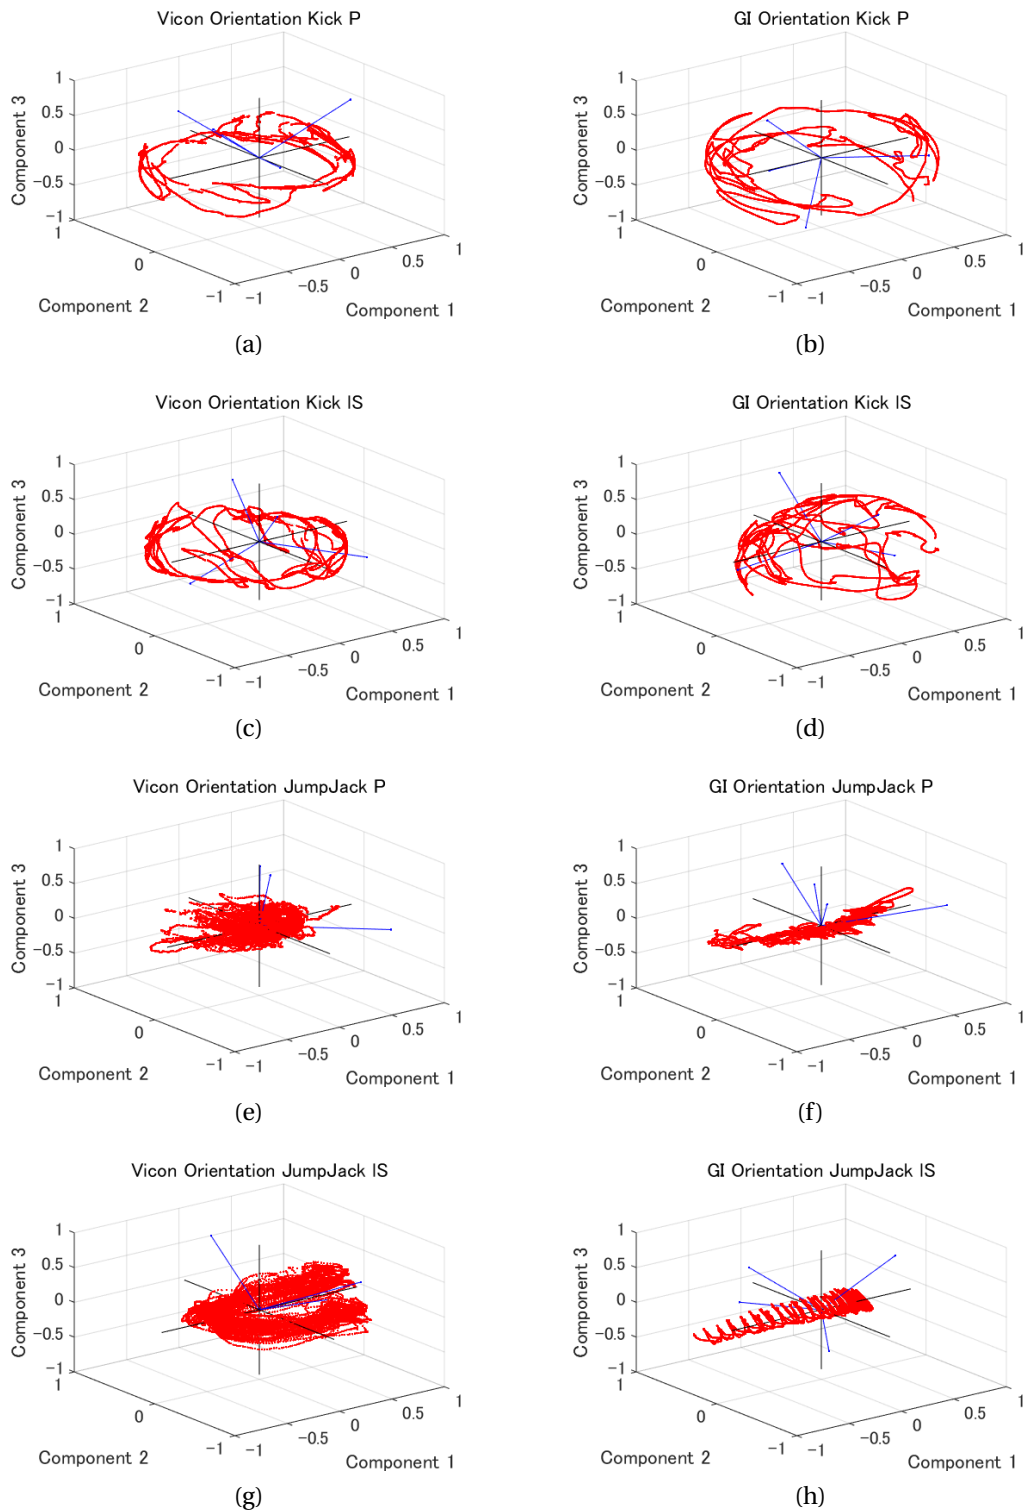 Vicon Orientation Kick P
Component 3
1
0.5
0
−0.5
−1
1
0
−1
Component 2
−1
−0.5
0
0.5
1
Component 1
(a)
GI Orientation Kick P
Component 3
1
0.5
0
−0.5
−1
1
0
−1
Component 2
−1
−0.5
0
0.5
1
Component 1
(b)
Vicon Orientation Kick IS
Component 3
1
0.5
0
−0.5
−1
1
0
−1
Component 2
−1
−0.5
0
0.5
1
Component 1
(c)
GI Orientation Kick IS
Component 3
1
0.5
0
−0.5
−1
1
0
−1
Component 2
−1
−0.5
0
0.5
1
Component 1
(d)
Vicon Orientation JumpJack P
Component 3
1
0.5
0
−0.5
−1
1
0
−1
Component 2
−1
−0.5
0
0.5
1
Component 1
(e)
GI Orientation JumpJack P
Component 3
1
0.5
0
−0.5
−1
1
0
−1
Component 2
−1
−0.5
0
0.5
1
Component 1
(f)
Vicon Orientation JumpJack IS
Component 3
1
0.5
0
−0.5
−1
1
0
−1
Component 2
−1
−0.5
0
0.5
1
Component 1
(g)
GI Orientation JumpJack IS
Component 3
1
0.5
0
−0.5
−1
1
0
−1
Component 2
−1
−0.5
0
0.5
1
Component 1
(h)